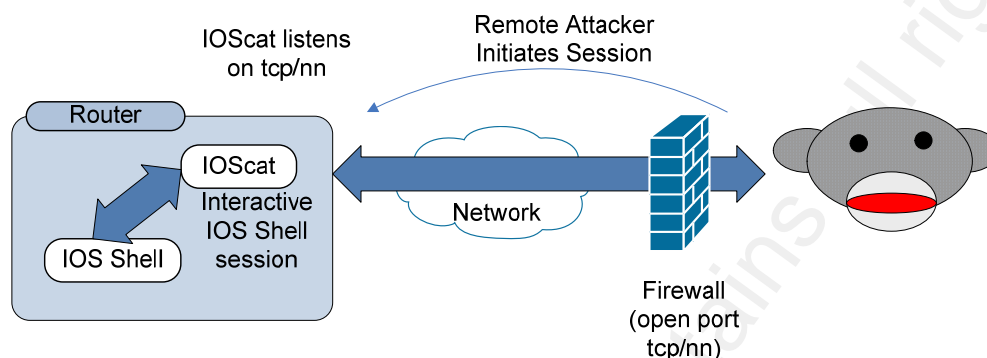 IOScat listens
on tcp/nn
Remote Attacker
Initiates Session
Router
IOScat
Interactive
IOS Shell
session
IOS Shell
Network
Firewall
(open port
tcp/nn)
tains